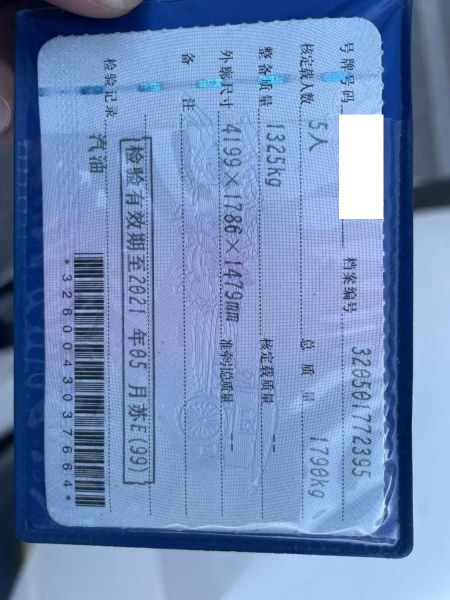 号牌号码 档案编号 320501772395
核定载人数 5人 总质量 1790kg
整备质量 1325kg 核定载质量 --
外廓尺寸 4199×1786×1479mm 准牵引总质量 --
备注
检验有效期至2021年05月苏E(99)
检验记录
汽油
*3260043037664*